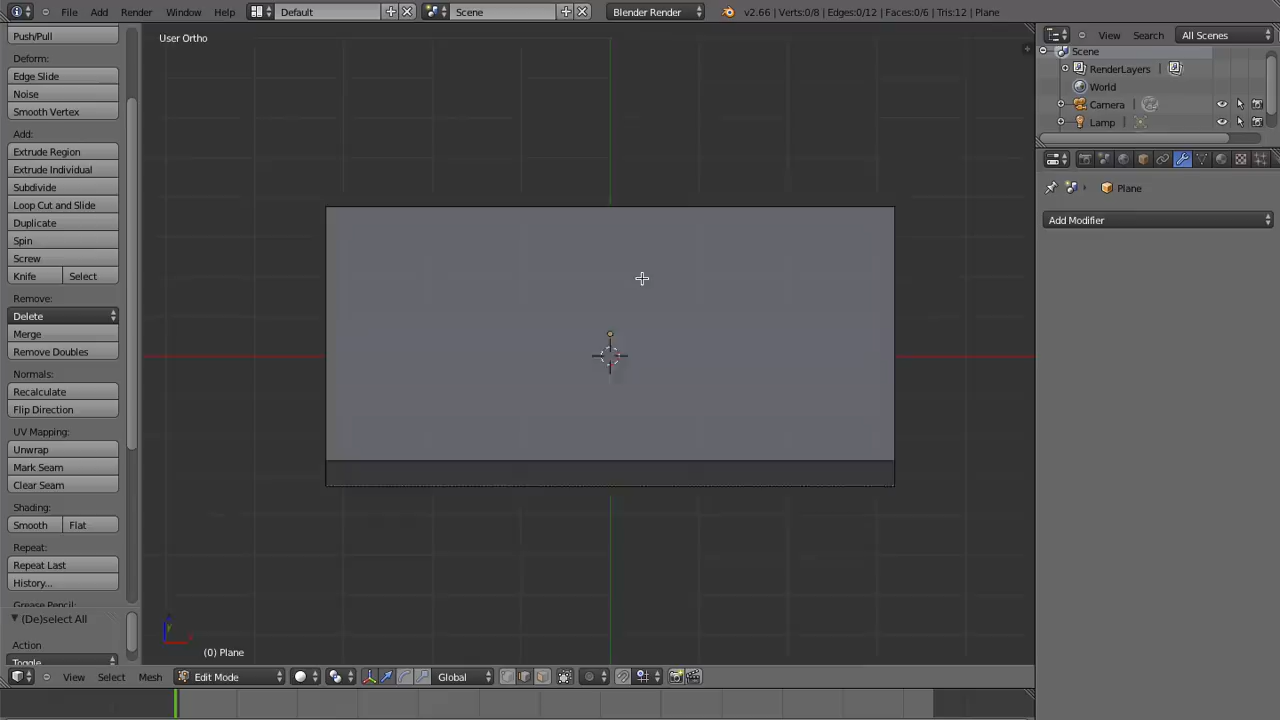 File Add Render Window Help Default Scene Blender Render v2.66 | Verts:0/8 | Edges:0/12 | Faces:0/6 | Tris:12 | Plane
Push/Pull
Deform:
Edge Slide
Noise
Smooth Vertex
Add:
Extrude Region
Extrude Individual
Subdivide
Loop Cut and Slide
Duplicate
Spin
Screw
Knife Select
Remove:
Delete
Merge
Remove Doubles
Normals:
Recalculate
Flip Direction
UV Mapping:
Unwrap
Mark Seam
Clear Seam
Shading:
Smooth Flat
Repeat:
Repeat Last
History...
Grease Pencil:
(De)select All
Action
Toggle
User Ortho
(0) Plane
View Select Mesh Edit Mode Global
View Search All Scenes
Scene
RenderLayers
World
Camera
Lamp
Plane
Add Modifier